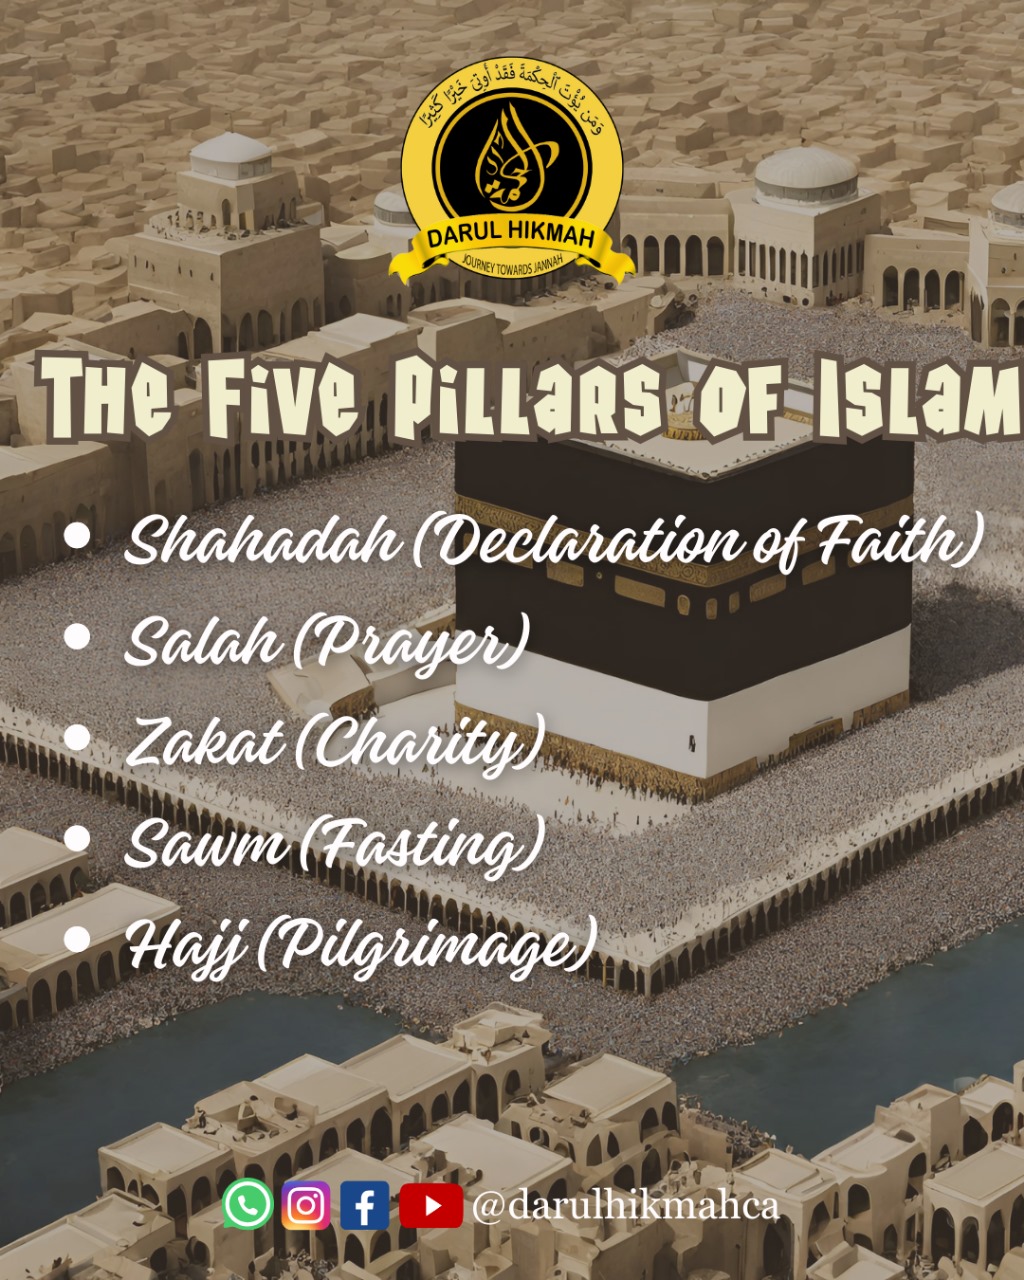 وَمَن يُؤْتَ ٱلْحِكْمَةَ فَقَدْ أُوتِىَ خَيْرًا كَثِيرًا
DARUL HIKMAH
JOURNEY TOWARDS JANNAH
The Five Pillars of Islam
• Shahadah (Declaration of Faith)
• Salah (Prayer)
• Zakat (Charity)
• Sawm (Fasting)
• Hajj (Pilgrimage)
@darulhikmahca